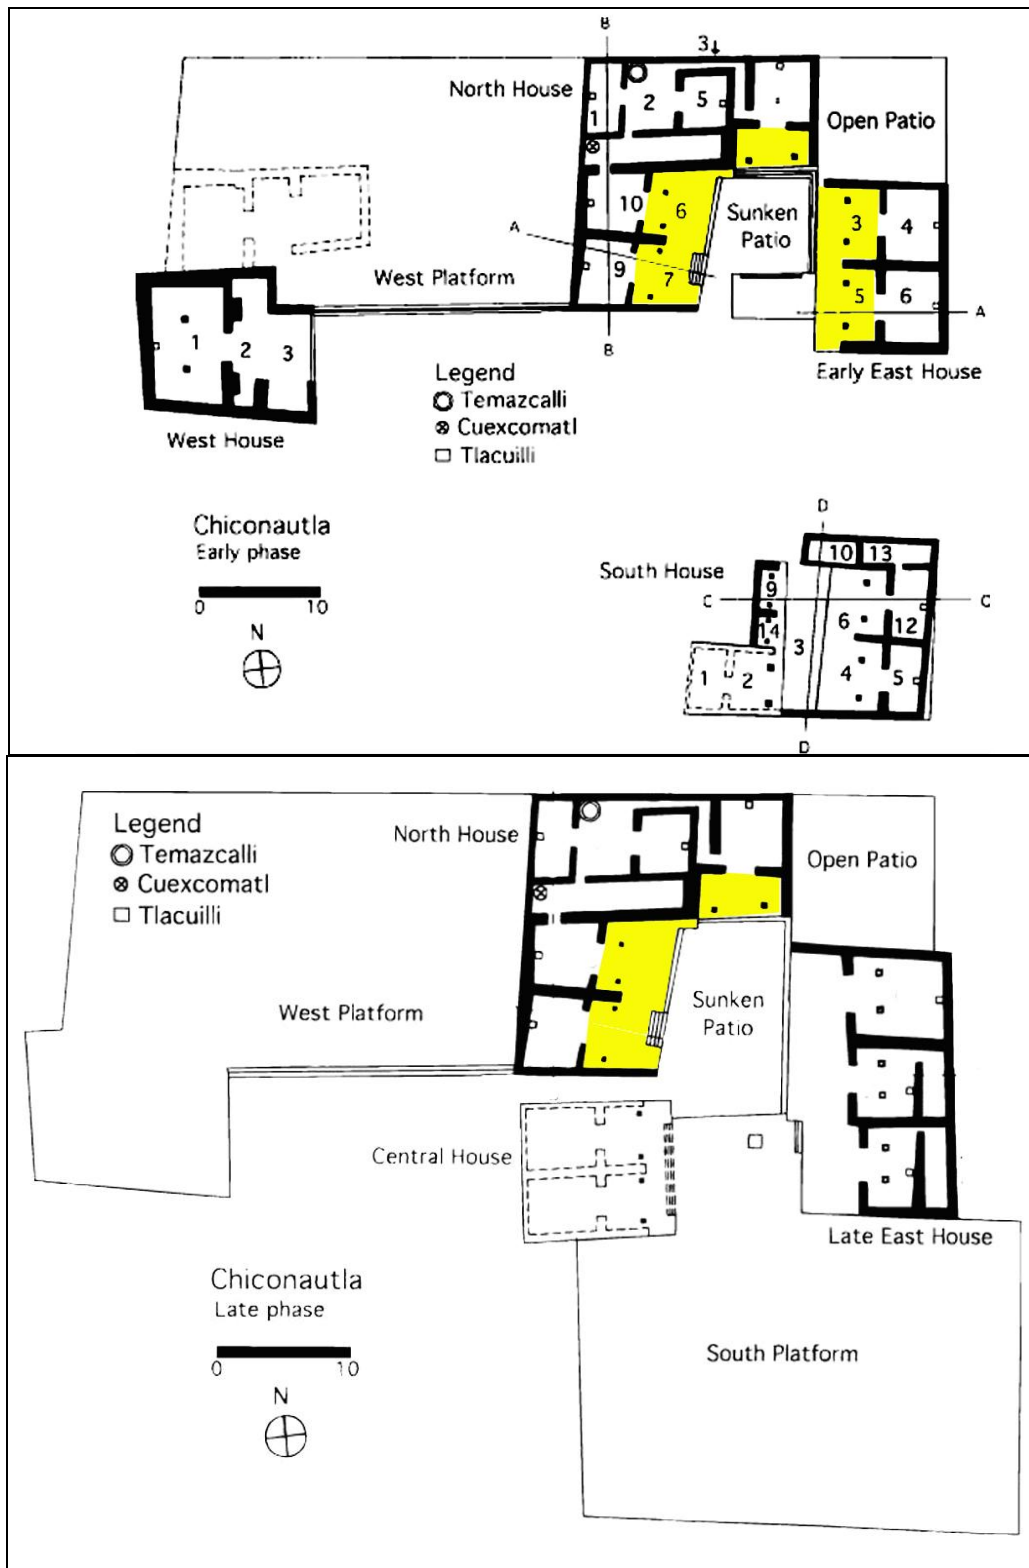 B
3
North House
2
5
1
Open Patio
10
6
Sunken
Patio
3
4
A
West Platform
9
7
5
6
A
1
2
3
B
Early East House
Legend
Temazcalli
Cuexcomatl
Tlacuilli
West House
Chiconautla
Early phase
0
10
N
D
10
13
South House
9
C
C
6
12
14
3
1
2
4
5
D
Legend
Temazcalli
Cuexcomatl
Tlacuilli
North House
Open Patio
West Platform
Sunken
Patio
Central House
Late East House
Chiconautla
Late phase
0
10
South Platform
N